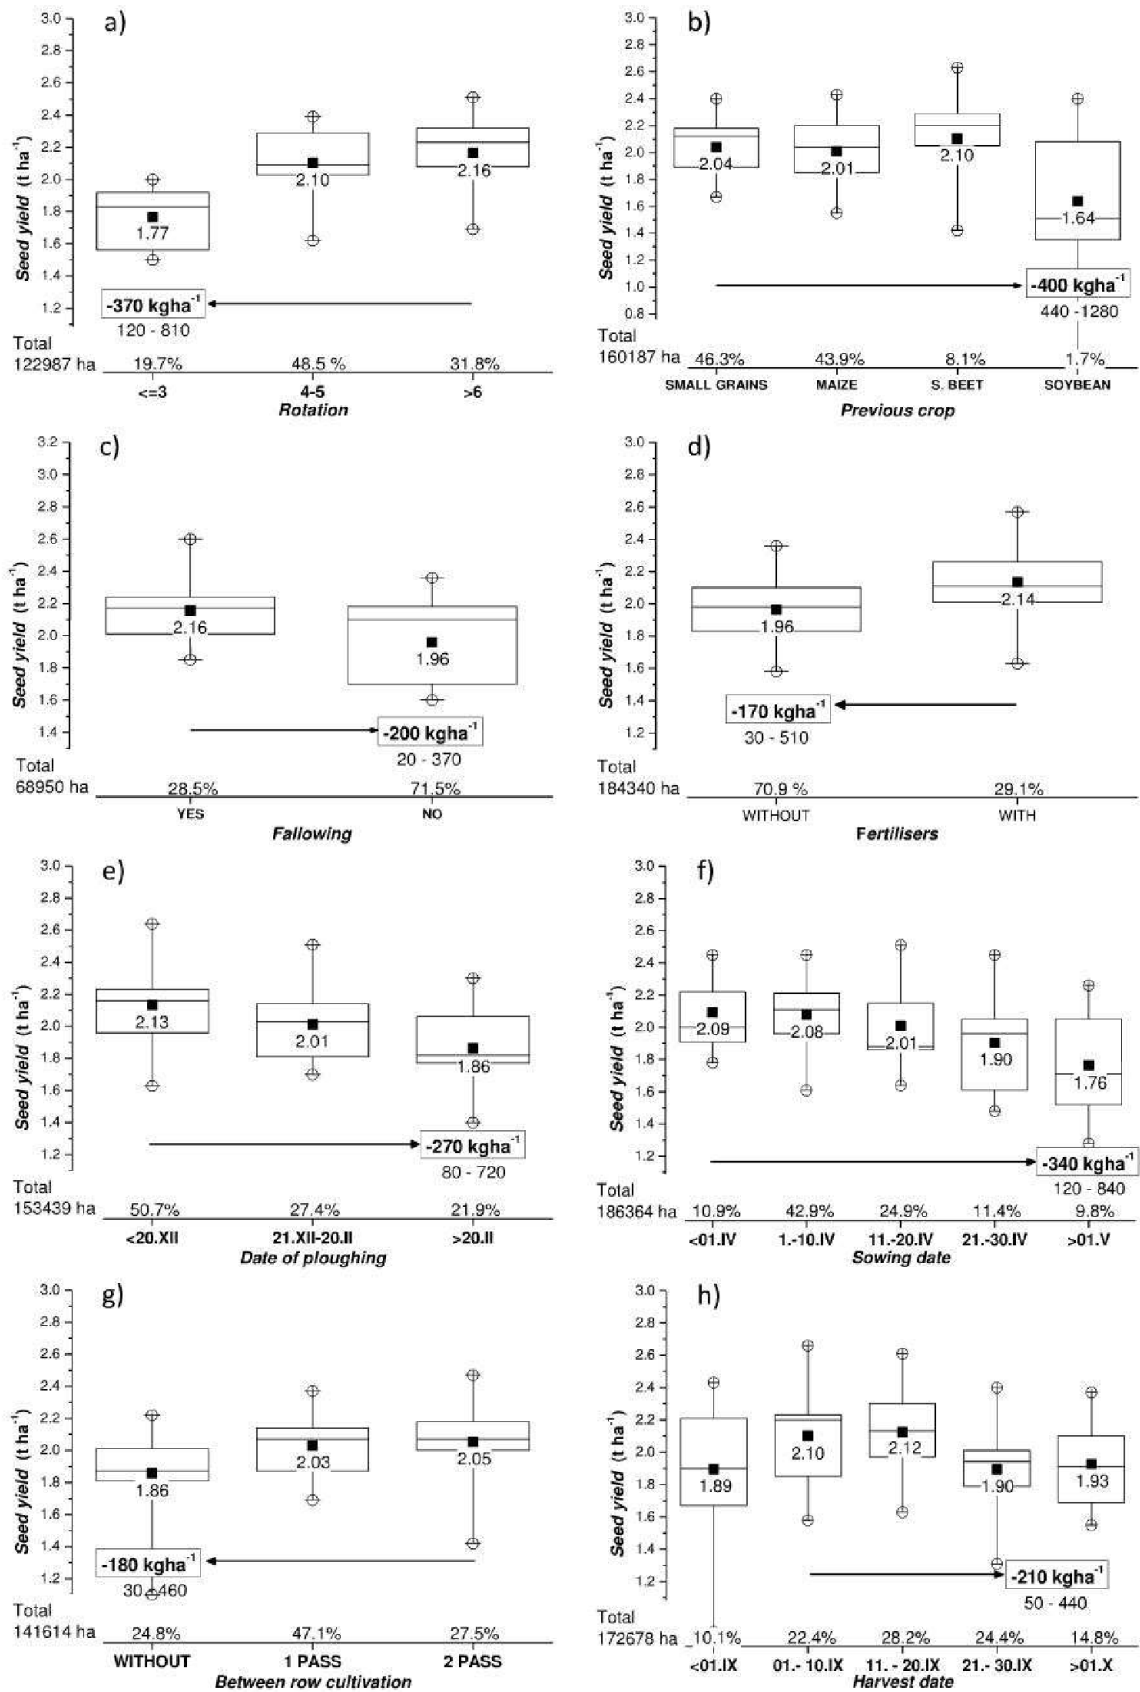 a)
3.0
2.8
2.6
2.4
2.2
2.0
1.8
1.6
1.4
1.2
Seed yield (t ha⁻¹)
1.77
2.10
2.16
-370 kgha⁻¹
120 - 810
Total
122987 ha
19.7%
48.5%
31.8%
<=3
4-5
>6
Rotation
b)
3.0
2.8
2.6
2.4
2.2
2.0
1.8
1.6
1.4
1.2
1.0
0.8
Seed yield (t ha⁻¹)
2.04
2.01
2.10
1.64
-400 kgha⁻¹
440 -1280
Total
160187 ha
46.3%
43.9%
8.1%
1.7%
SMALL GRAINS
MAIZE
S. BEET
SOYBEAN
Previous crop
c)
3.2
3.0
2.8
2.6
2.4
2.2
2.0
1.8
1.6
1.4
Seed yield (t ha⁻¹)
2.16
1.96
-200 kgha⁻¹
20 - 370
Total
68950 ha
28.5%
71.5%
YES
NO
Fallowing
d)
3.0
2.8
2.6
2.4
2.2
2.0
1.8
1.6
1.4
1.2
Seed yield (t ha⁻¹)
1.96
2.14
-170 kgha⁻¹
30 - 510
Total
184340 ha
70.9 %
29.1%
WITHOUT
WITH
Fertilisers
e)
3.0
2.8
2.6
2.4
2.2
2.0
1.8
1.6
1.4
1.2
Seed yield (t ha⁻¹)
2.13
2.01
1.86
-270 kgha⁻¹
80 - 720
Total
153439 ha
50.7%
27.4%
21.9%
<20.XII
21.XII-20.II
>20.II
Date of ploughing
f)
3.0
2.8
2.6
2.4
2.2
2.0
1.8
1.6
1.4
1.2
Seed yield (t ha⁻¹)
2.09
2.08
2.01
1.90
1.76
-340 kgha⁻¹
120 - 840
Total
186364 ha
10.9%
42.9%
24.9%
11.4%
9.8%
<01.IV
1.-10.IV
11.-20.IV
21.-30.IV
>01.V
Sowing date
g)
3.0
2.8
2.6
2.4
2.2
2.0
1.8
1.6
1.4
1.2
Seed yield (t ha⁻¹)
1.86
2.03
2.05
-180 kgha⁻¹
30 - 460
Total
141614 ha
24.8%
47.1%
27.5%
WITHOUT
1 PASS
2 PASS
Between row cultivation
h)
3.0
2.8
2.6
2.4
2.2
2.0
1.8
1.6
1.4
1.2
Seed yield (t ha⁻¹)
1.89
2.10
2.12
1.90
1.93
-210 kgha⁻¹
50 - 440
Total
172678 ha
10.1%
22.4%
28.2%
24.4%
14.8%
<01.IX
01.- 10.IX
11. - 20.IX
21.- 30.IX
>01.X
Harvest date